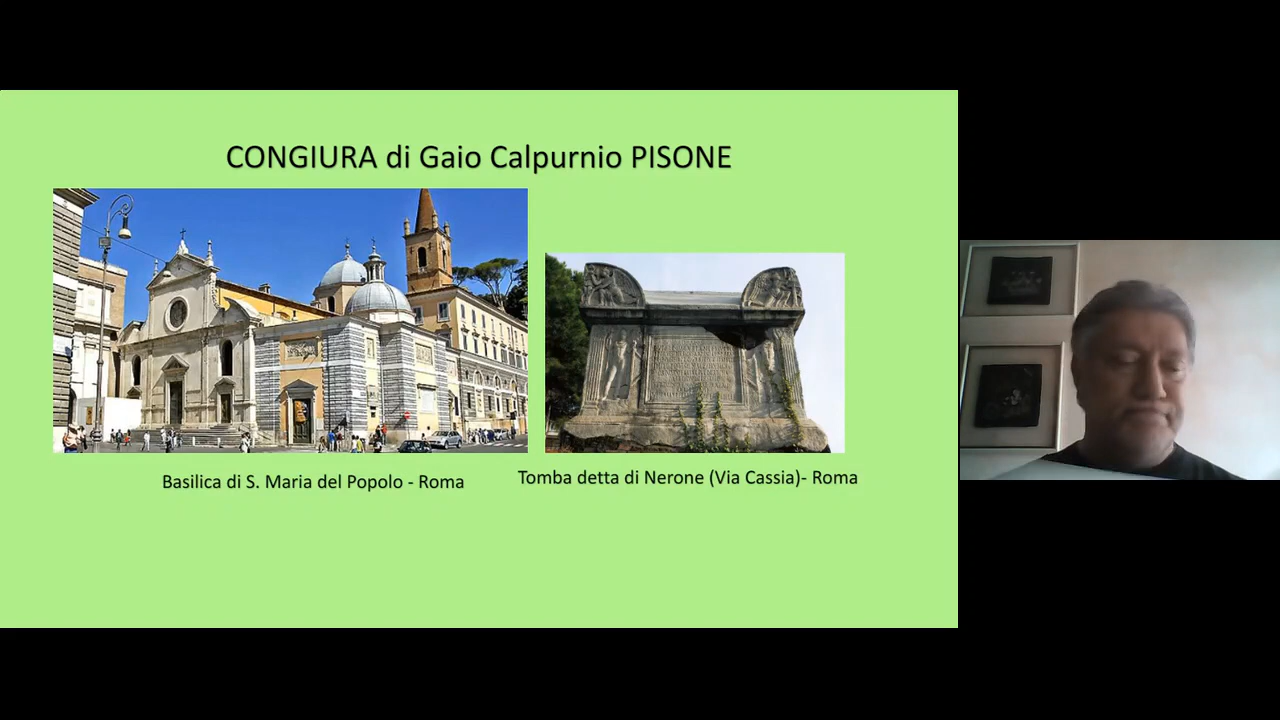 CONGIURA di Gaio Calpurnio PISONE
Basilica di S. Maria del Popolo - Roma
Tomba detta di Nerone (Via Cassia)- Roma